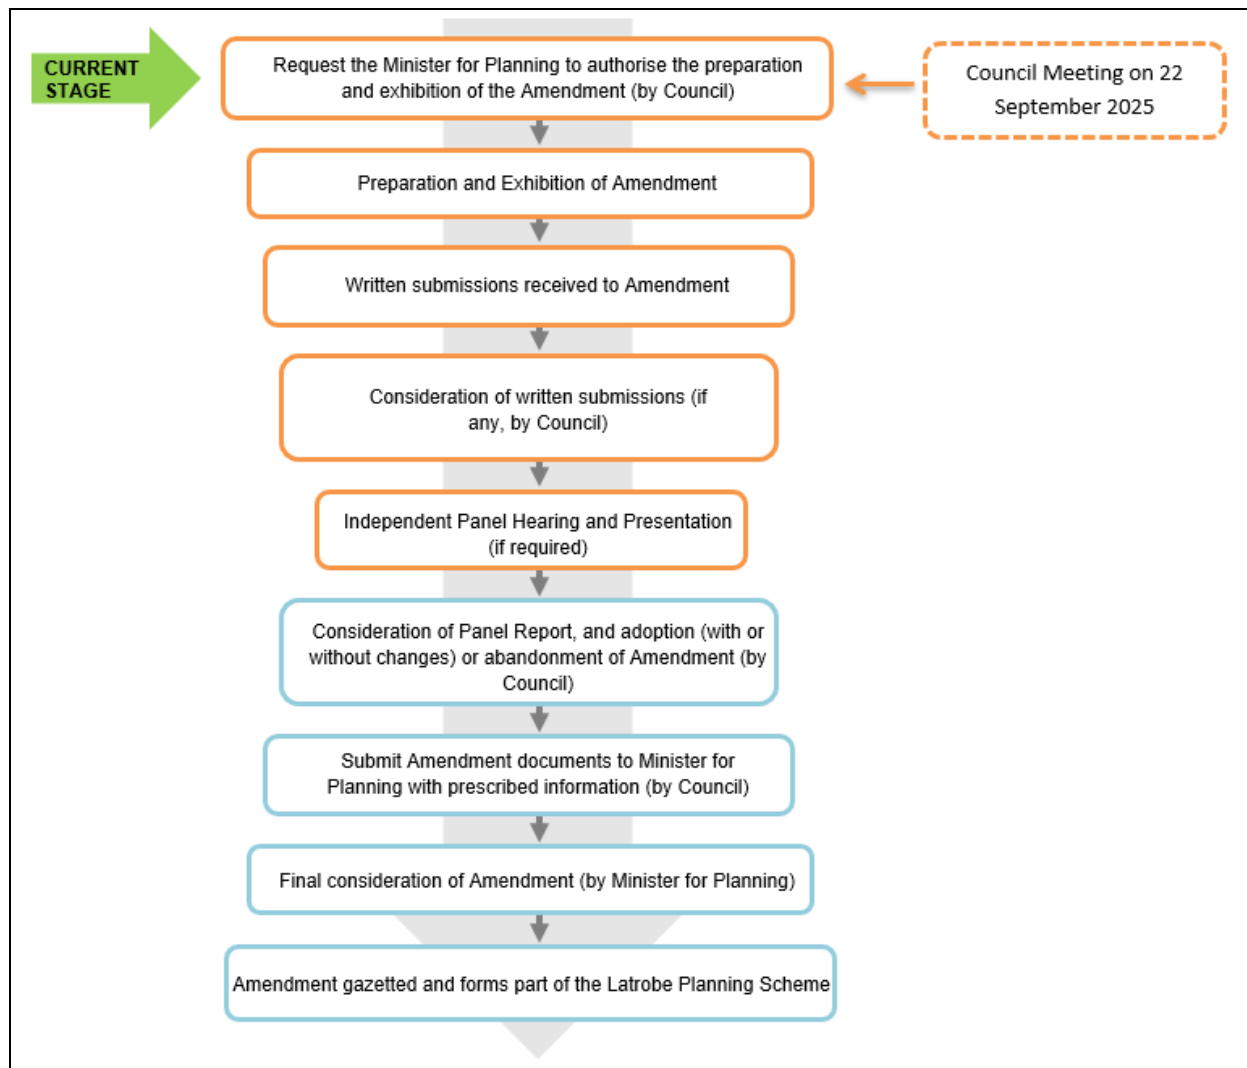 CURRENT
STAGE
Request the Minister for Planning to authorise the preparation
and exhibition of the Amendment (by Council)
Council Meeting on 22
September 2025
Preparation and Exhibition of Amendment
Written submissions received to Amendment
Consideration of written submissions (if
any, by Council)
Independent Panel Hearing and Presentation
(if required)
Consideration of Panel Report, and adoption (with or
without changes) or abandonment of Amendment (by
Council)
Submit Amendment documents to Minister for
Planning with prescribed information (by Council)
Final consideration of Amendment (by Minister for Planning)
Amendment gazetted and forms part of the Latrobe Planning Scheme